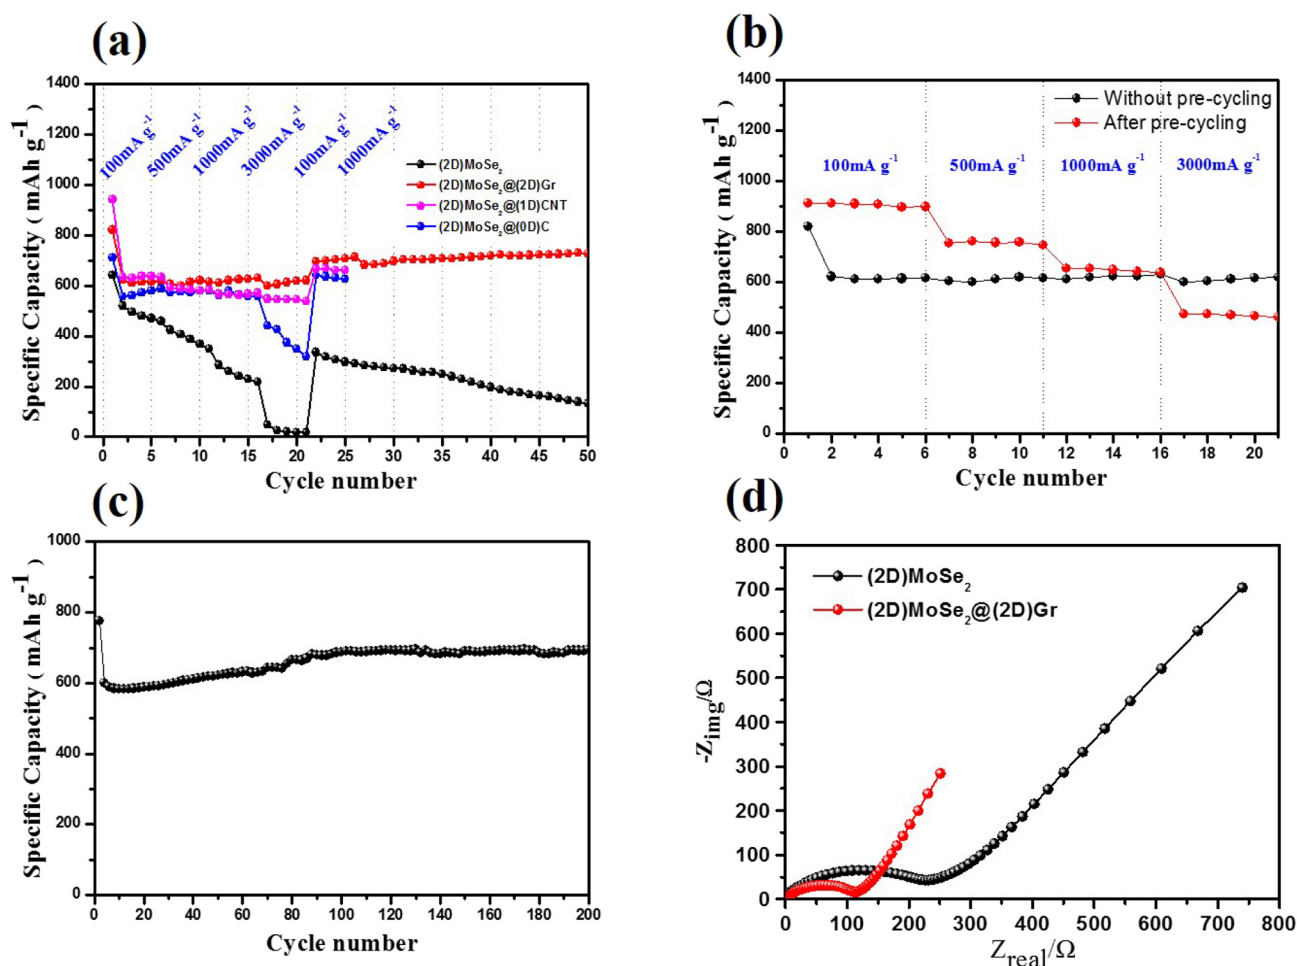 (a)
1400
1200
1000
800
600
400
200
0
Specific Capacity ( mAh g⁻¹)
100mA g⁻¹
500mA g⁻¹
1000mA g⁻¹
3000mA g⁻¹
100mA g⁻¹
1000mA g⁻¹
(2D)MoSe₂
(2D)MoSe₂@(2D)Gr
(2D)MoSe₂@(1D)CNT
(2D)MoSe₂@(0D)C
0 5 10 15 20 25 30 35 40 45 50
Cycle number
(b)
1400
1200
1000
800
600
400
200
0
Specific Capacity ( mAh g⁻¹)
Without pre-cycling
After pre-cycling
100mA g⁻¹ 500mA g⁻¹ 1000mA g⁻¹ 3000mA g⁻¹
0 2 4 6 8 10 12 14 16 18 20
Cycle number
(c)
1000
800
600
400
200
0
Specific Capacity ( mAh g⁻¹)
0 20 40 60 80 100 120 140 160 180 200
Cycle number
(d)
800
700
600
500
400
300
200
100
0
-Zimg/Ω
(2D)MoSe₂
(2D)MoSe₂@(2D)Gr
0 100 200 300 400 500 600 700 800
Zreal/Ω